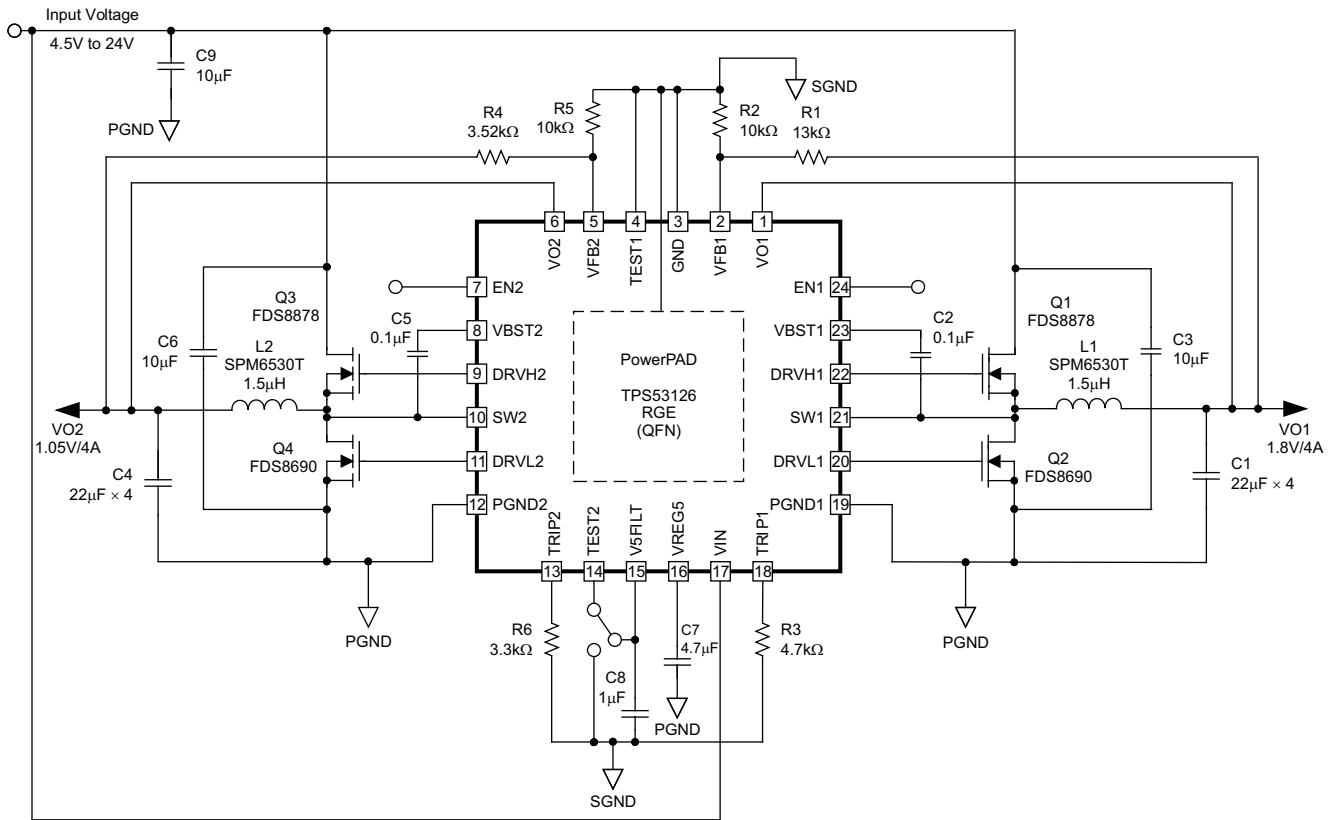 Input Voltage
4.5V to 24V
C9
10μF
PGND
SGND
R4
3.52kΩ
R5
10kΩ
R2
10kΩ
R1
13kΩ
6
5
4
3
2
1
VO2
VFB2
TEST1
GND
VFB1
VO1
7
EN2
EN1
24
8
VBST2
VBST1
23
9
DRVH2
DRVH1
22
10
SW2
SW1
21
11
DRVL2
DRVL1
20
12
PGND2
PGND1
19
PowerPAD
TPS53126
RGE
(QFN)
Q3
FDS8878
C5
0.1μF
C6
10μF
L2
SPM6530T
1.5μH
VO2
1.05V/4A
Q4
FDS8690
C4
22μF × 4
PGND
C2
0.1μF
Q1
FDS8878
C3
10μF
L1
SPM6530T
1.5μH
VO1
1.8V/4A
Q2
FDS8690
C1
22μF × 4
PGND
TRIP2
TEST2
V5FILT
VREG5
VIN
TRIP1
13
14
15
16
17
18
R6
3.3kΩ
C7
4.7μF
R3
4.7kΩ
C8
1μF
PGND
SGND